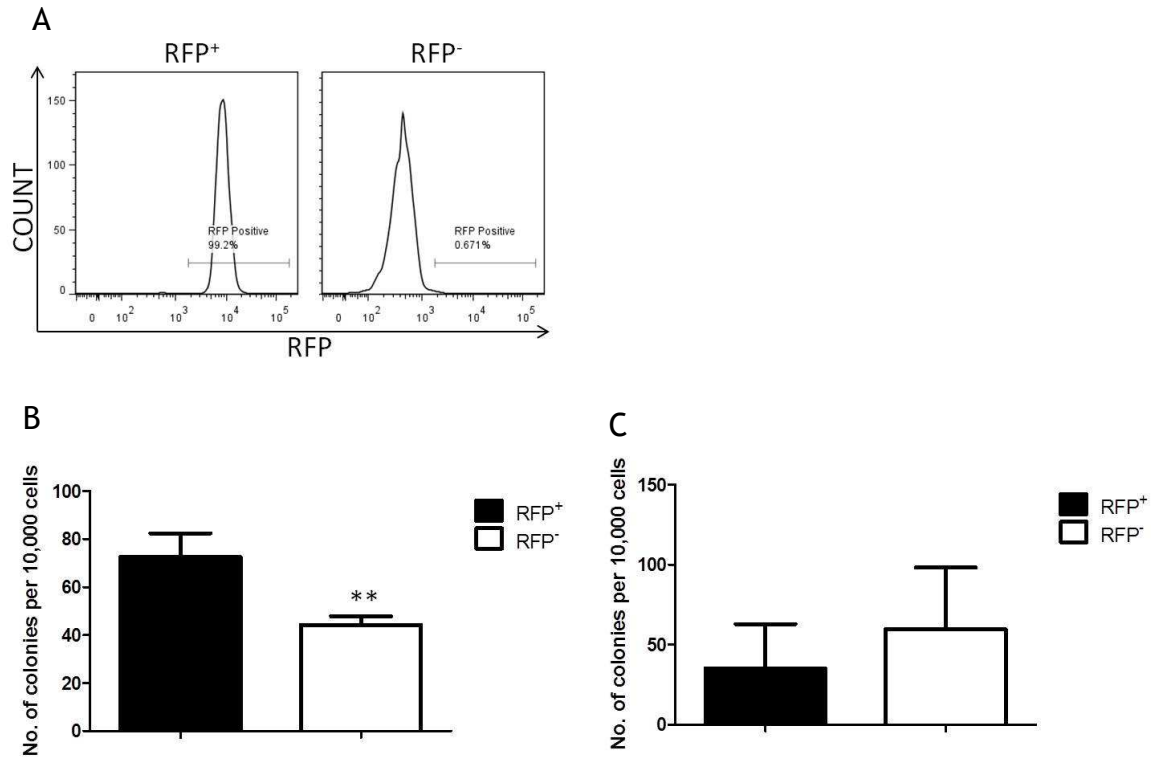 A
RFP+
RFP-
COUNT
150
100
50
0
RFP Positive
99.2%
RFP Positive
0.671%
0 10^2 10^3 10^4 10^5
0 10^2 10^3 10^4 10^5
RFP
B
No. of colonies per 10,000 cells
100
80
60
40
20
0
**
RFP+
RFP-
C
No. of colonies per 10,000 cells
150
100
50
0
RFP+
RFP-